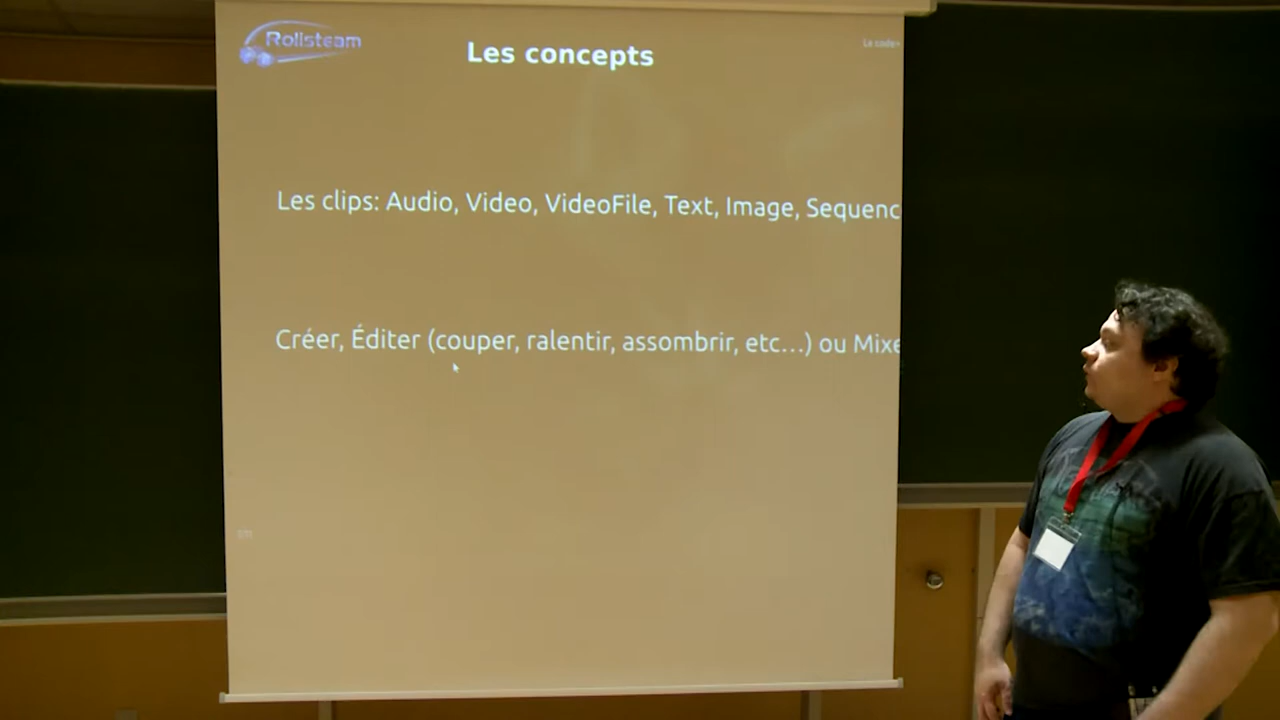 Rolisteam
Les concepts
Le code
Les clips: Audio, Video, VideoFile, Text, Image, Sequenc
Créer, Éditer (couper, ralentir, assombrir, etc...) ou Mixe